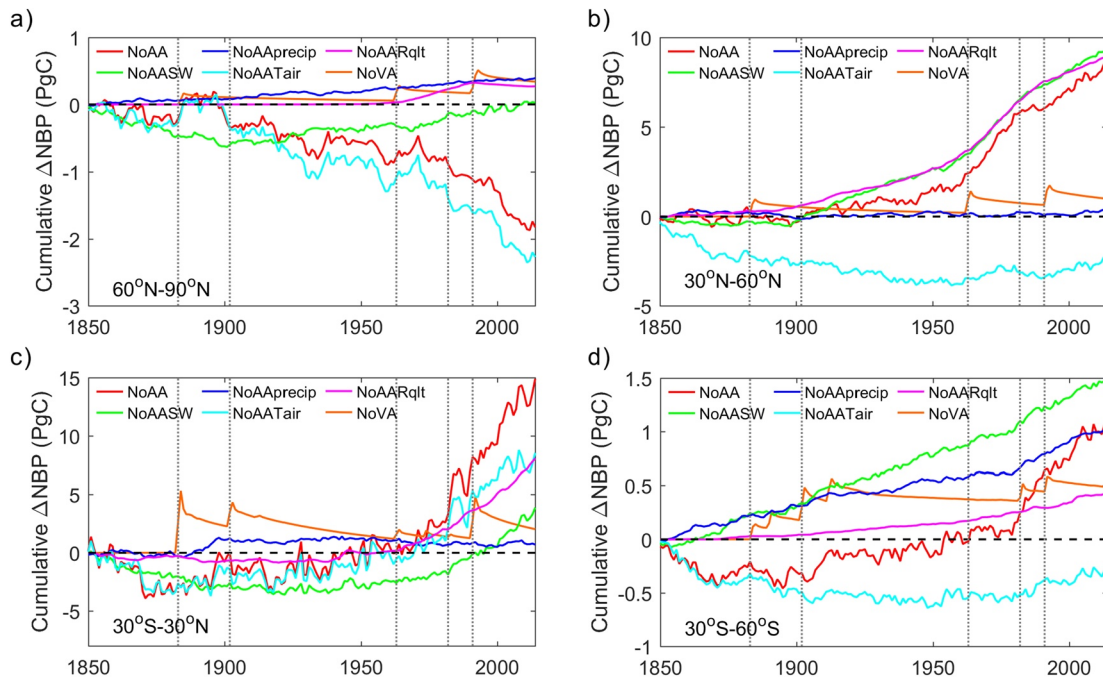 a)
Cumulative ΔNBP (PgC)
1
0
-1
-2
-3
NoAA NoAAprecip NoAARqlt
NoAASW NoAATair NoVA
60°N-90°N
1850 1900 1950 2000
b)
Cumulative ΔNBP (PgC)
10
5
0
-5
NoAA NoAAprecip NoAARqlt
NoAASW NoAATair NoVA
30°N-60°N
1850 1900 1950 2000
c)
Cumulative ΔNBP (PgC)
15
10
5
0
-5
NoAA NoAAprecip NoAARqlt
NoAASW NoAATair NoVA
30°S-30°N
1850 1900 1950 2000
d)
Cumulative ΔNBP (PgC)
1.5
1
0.5
0
-0.5
-1
NoAA NoAAprecip NoAARqlt
NoAASW NoAATair NoVA
30°S-60°S
1850 1900 1950 2000